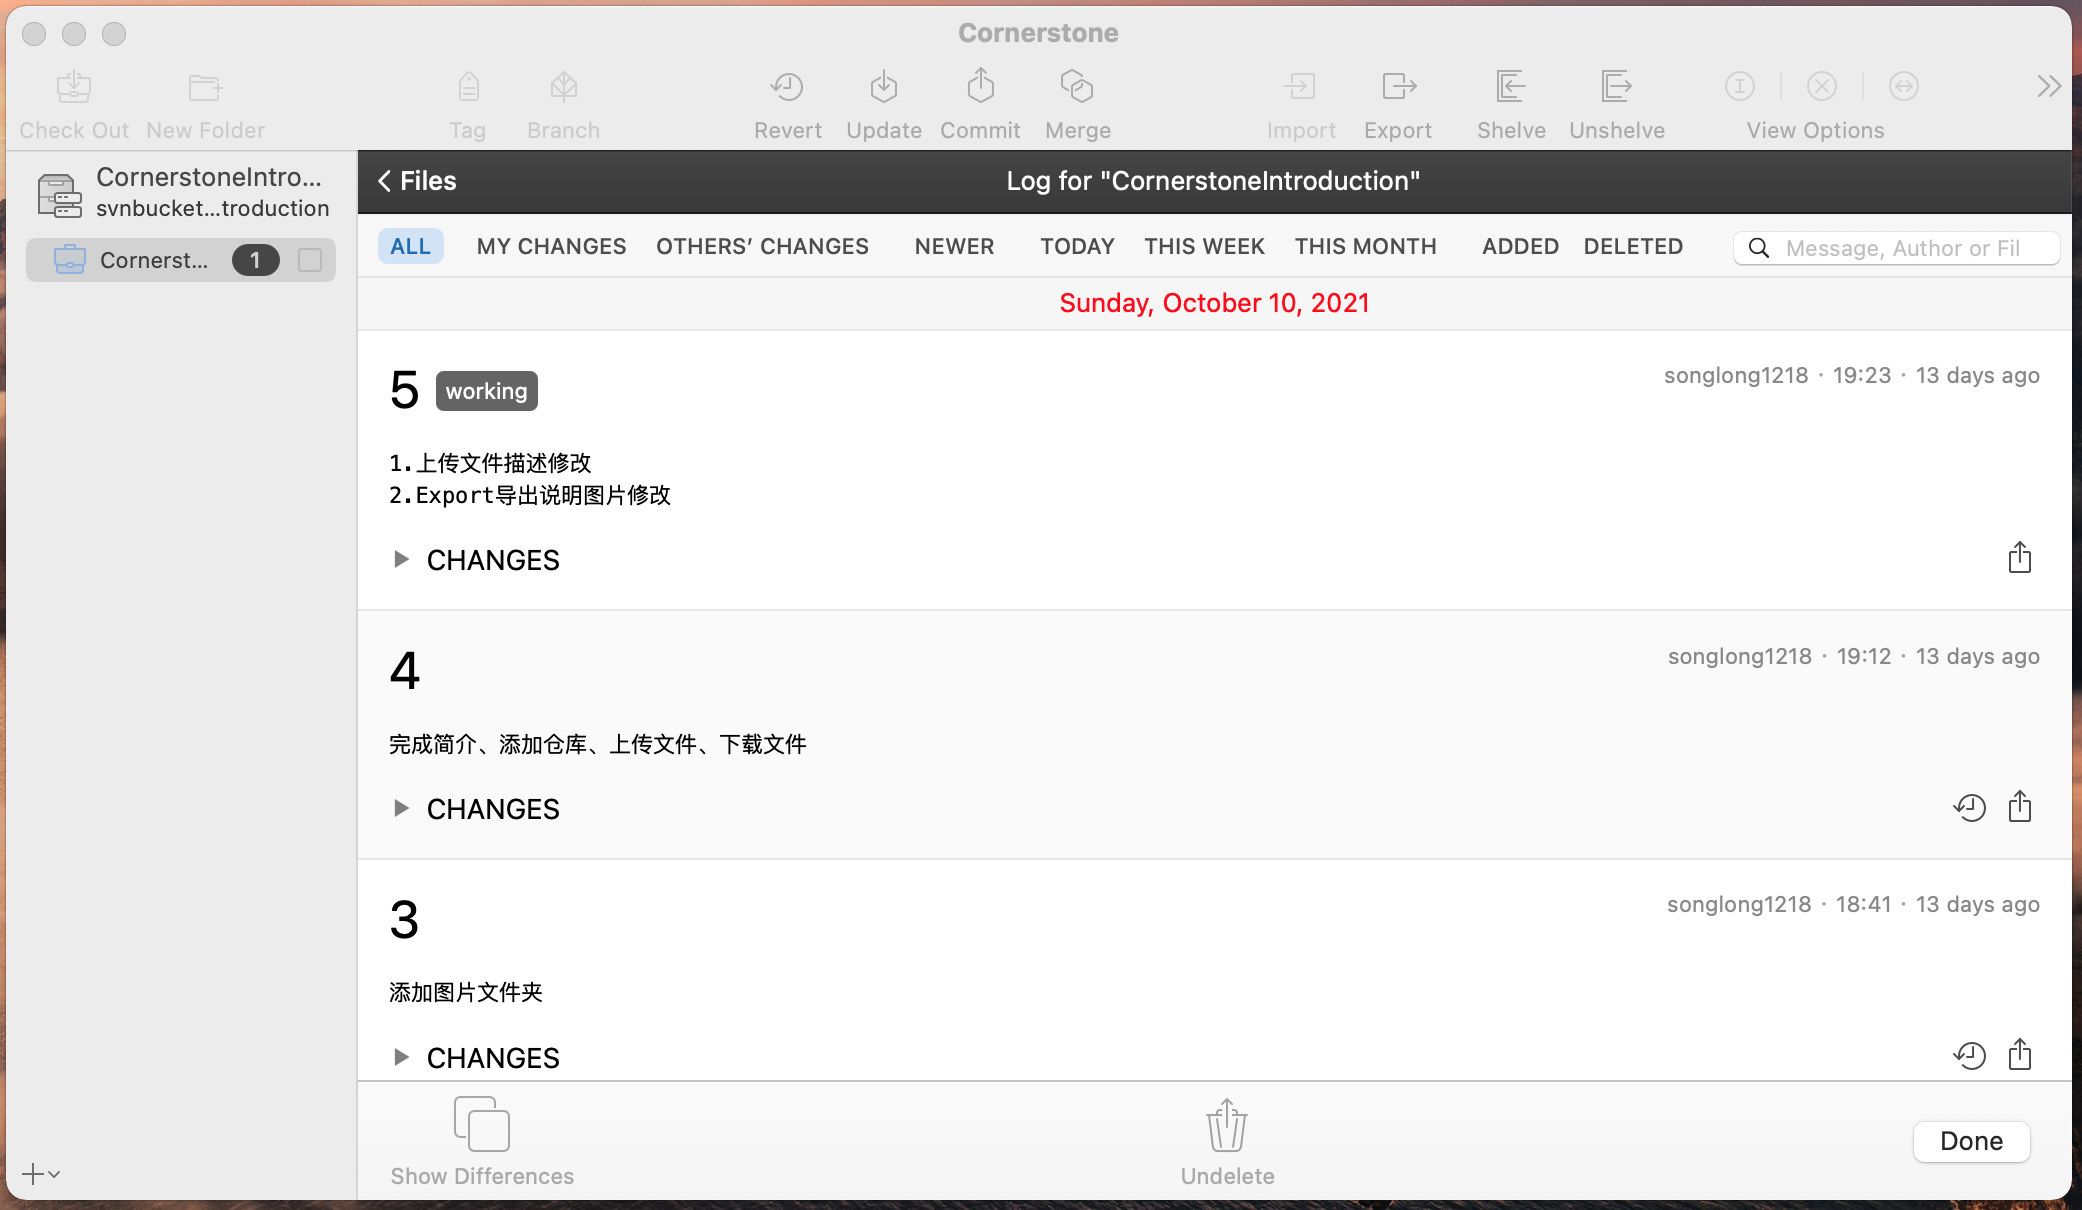 Cornerstone
Check Out
New Folder
Tag
Branch
Revert
Update
Commit
Merge
Import
Export
Shelve
Unshelve
View Options
CornerstoneIntro...
svnbucket...troduction
Cornerst... 1
Files
Log for "CornerstoneIntroduction"
ALL MY CHANGES OTHERS' CHANGES NEWER TODAY THIS WEEK THIS MONTH ADDED DELETED Message, Author or Fil
Sunday, October 10, 2021
5 working
songlong1218 · 19:23 · 13 days ago
1.上传文件描述修改
2.Export导出说明图片修改
CHANGES
4
songlong1218 · 19:12 · 13 days ago
完成简介、添加仓库、上传文件、下载文件
CHANGES
3
songlong1218 · 18:41 · 13 days ago
添加图片文件夹
CHANGES
Show Differences
Undelete
Done